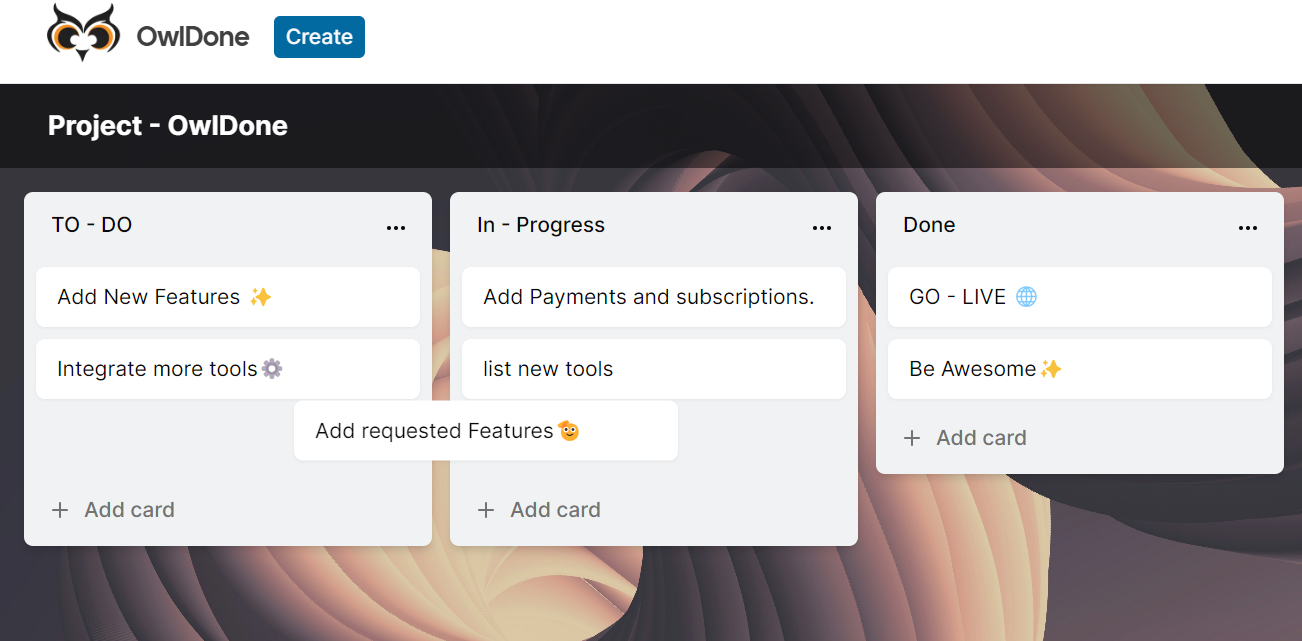 OwlDone
Create
Project - OwlDone
TO - DO
Add New Features ✨
Integrate more tools⚙️
Add card
In - Progress
Add Payments and subscriptions.
list new tools
Add requested Features🫡
Add card
Done
GO - LIVE 🌐
Be Awesome✨
Add card